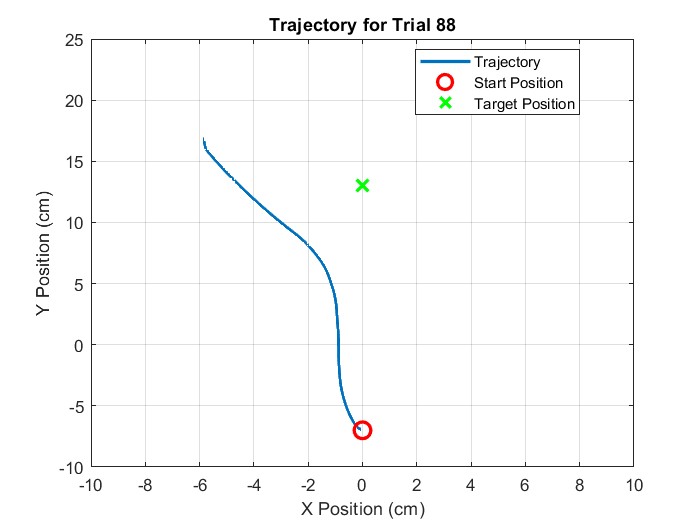 Trajectory for Trial 88
Trajectory
Start Position
Target Position
25
20
15
10
5
0
-5
-10
Y Position (cm)
-10 -8 -6 -4 -2 0 2 4 6 8 10
X Position (cm)